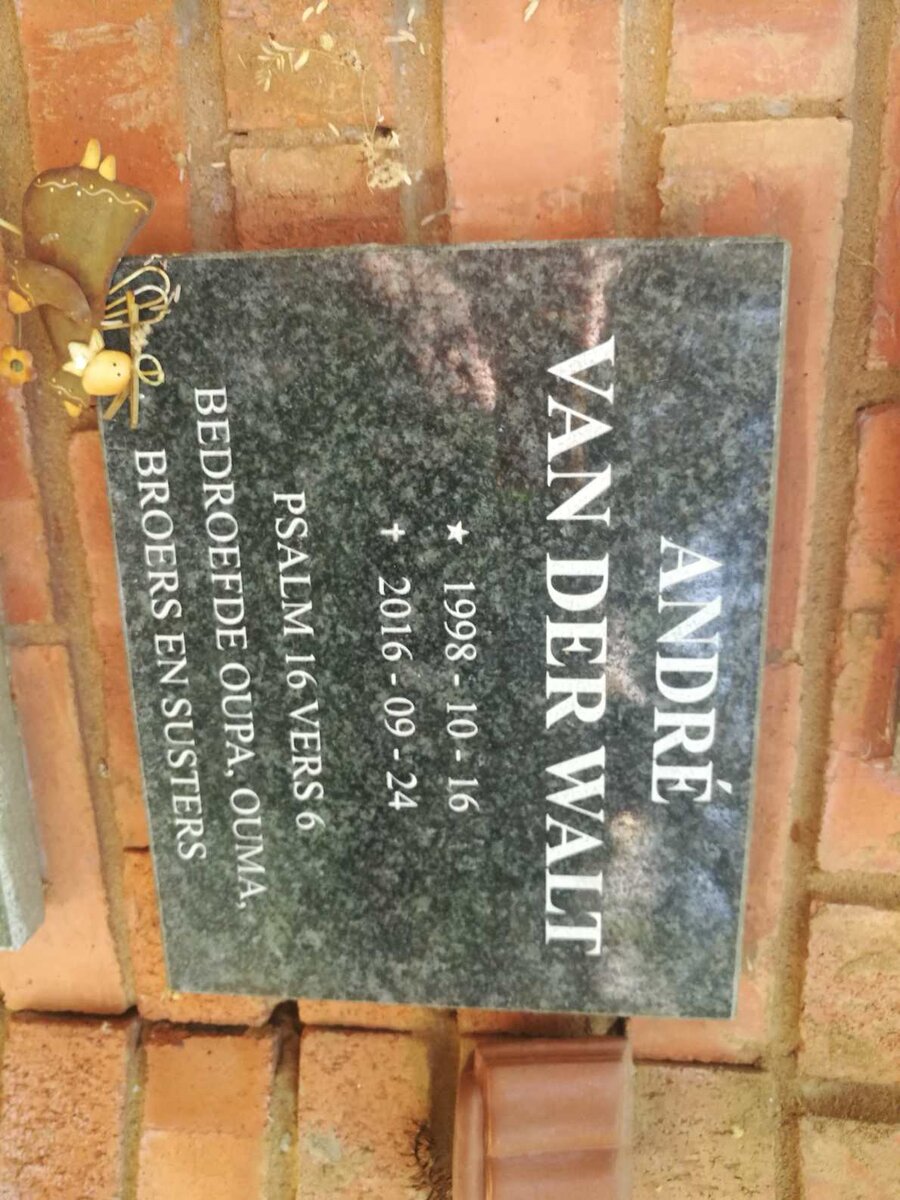 ANDRÉ
VAN DER WALT
★ 1998 - 10 - 16
✝ 2016 - 09 - 24
PSALM 16 VERS 6
BEDROEFDE OUPA, OUMA,
BROERS EN SUSTERS